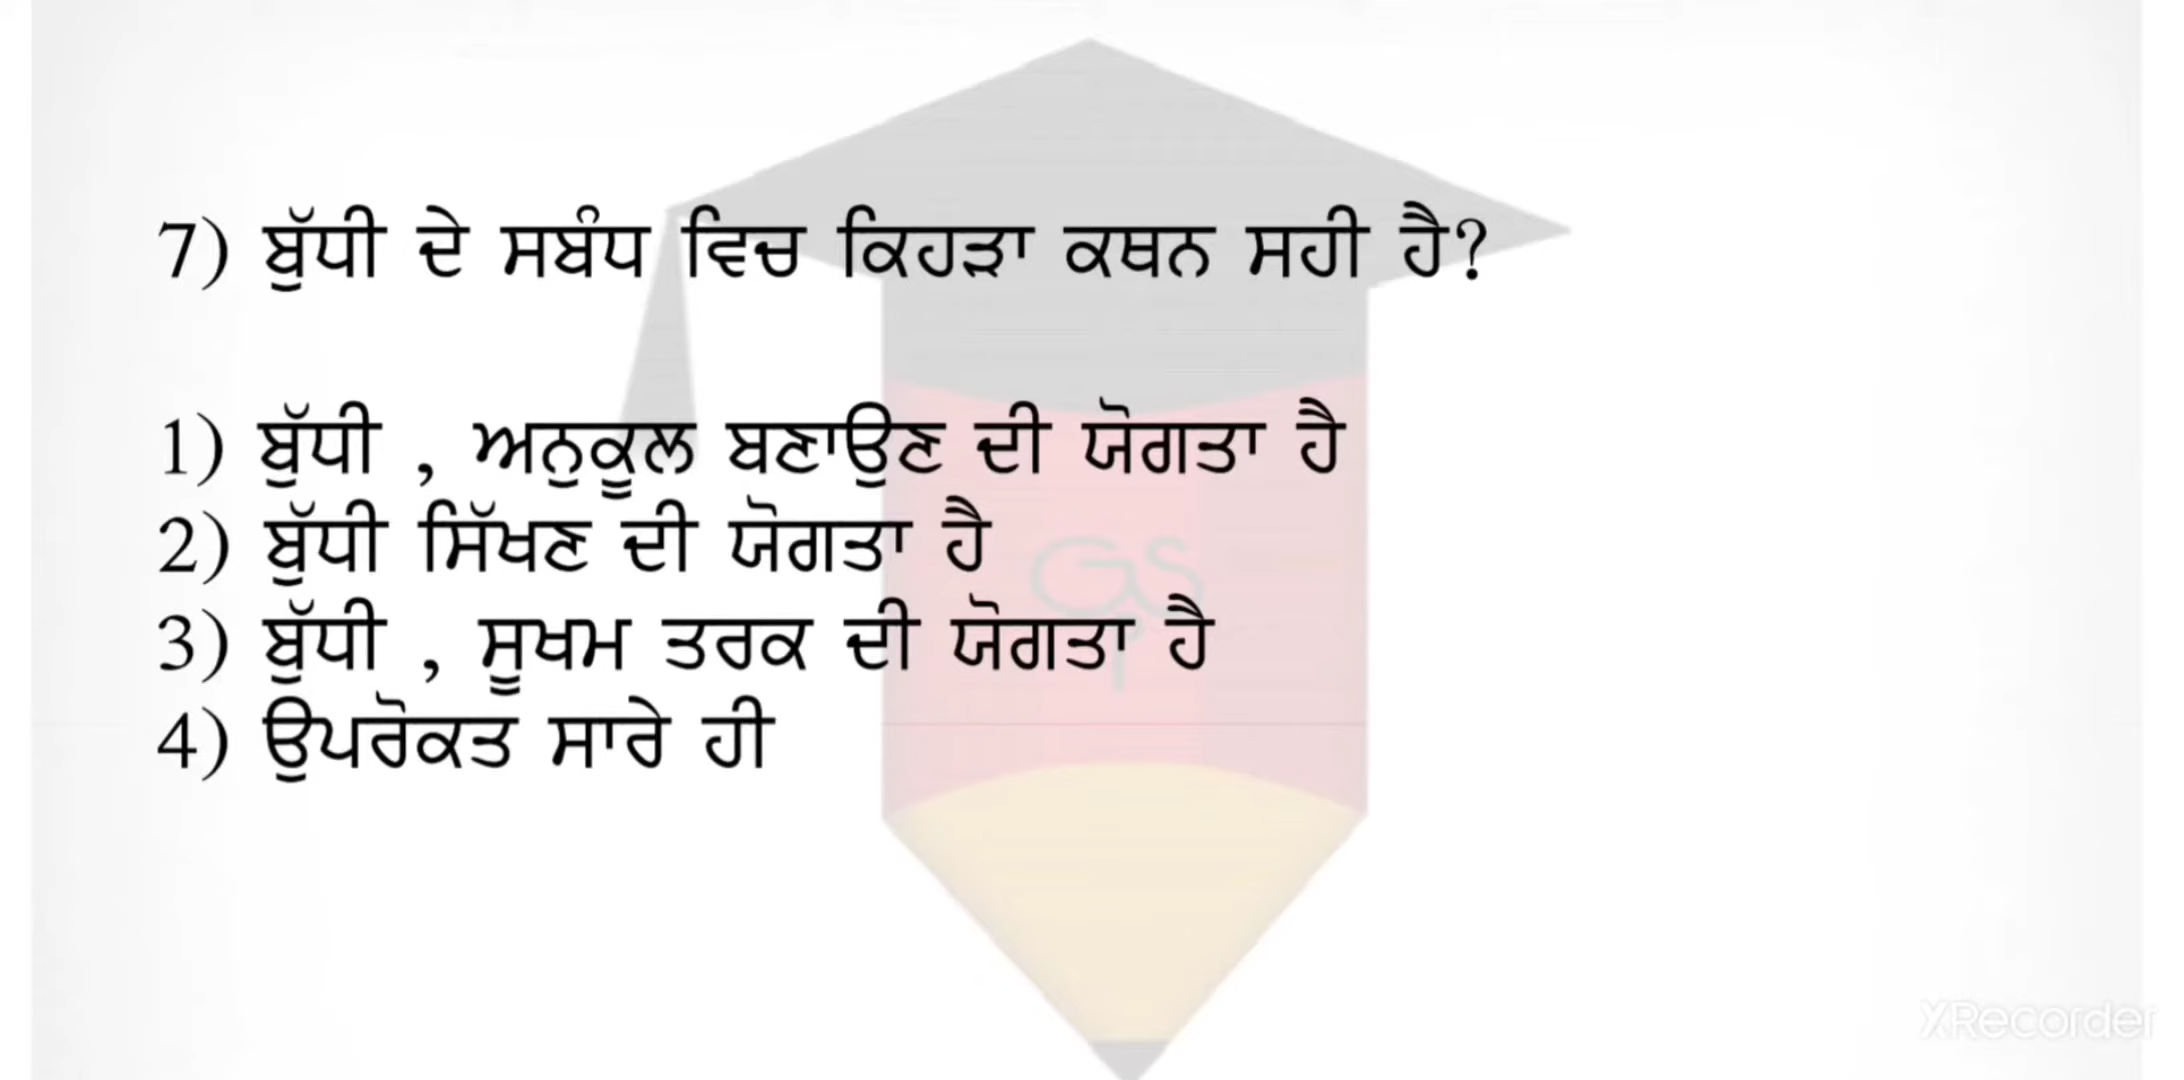 7) ਬੁੱਧੀ ਦੇ ਸਬੰਧ ਵਿਚ ਕਿਹੜਾ ਕਥਨ ਸਹੀ ਹੈ?
1) ਬੁੱਧੀ , ਅਨੁਕੂਲ ਬਣਾਉਣ ਦੀ ਯੋਗਤਾ ਹੈ
2) ਬੁੱਧੀ ਸਿੱਖਣ ਦੀ ਯੋਗਤਾ ਹੈ
3) ਬੁੱਧੀ , ਸੂਖਮ ਤਰਕ ਦੀ ਯੋਗਤਾ ਹੈ
4) ਉਪਰੋਕਤ ਸਾਰੇ ਹੀ
XRecorder